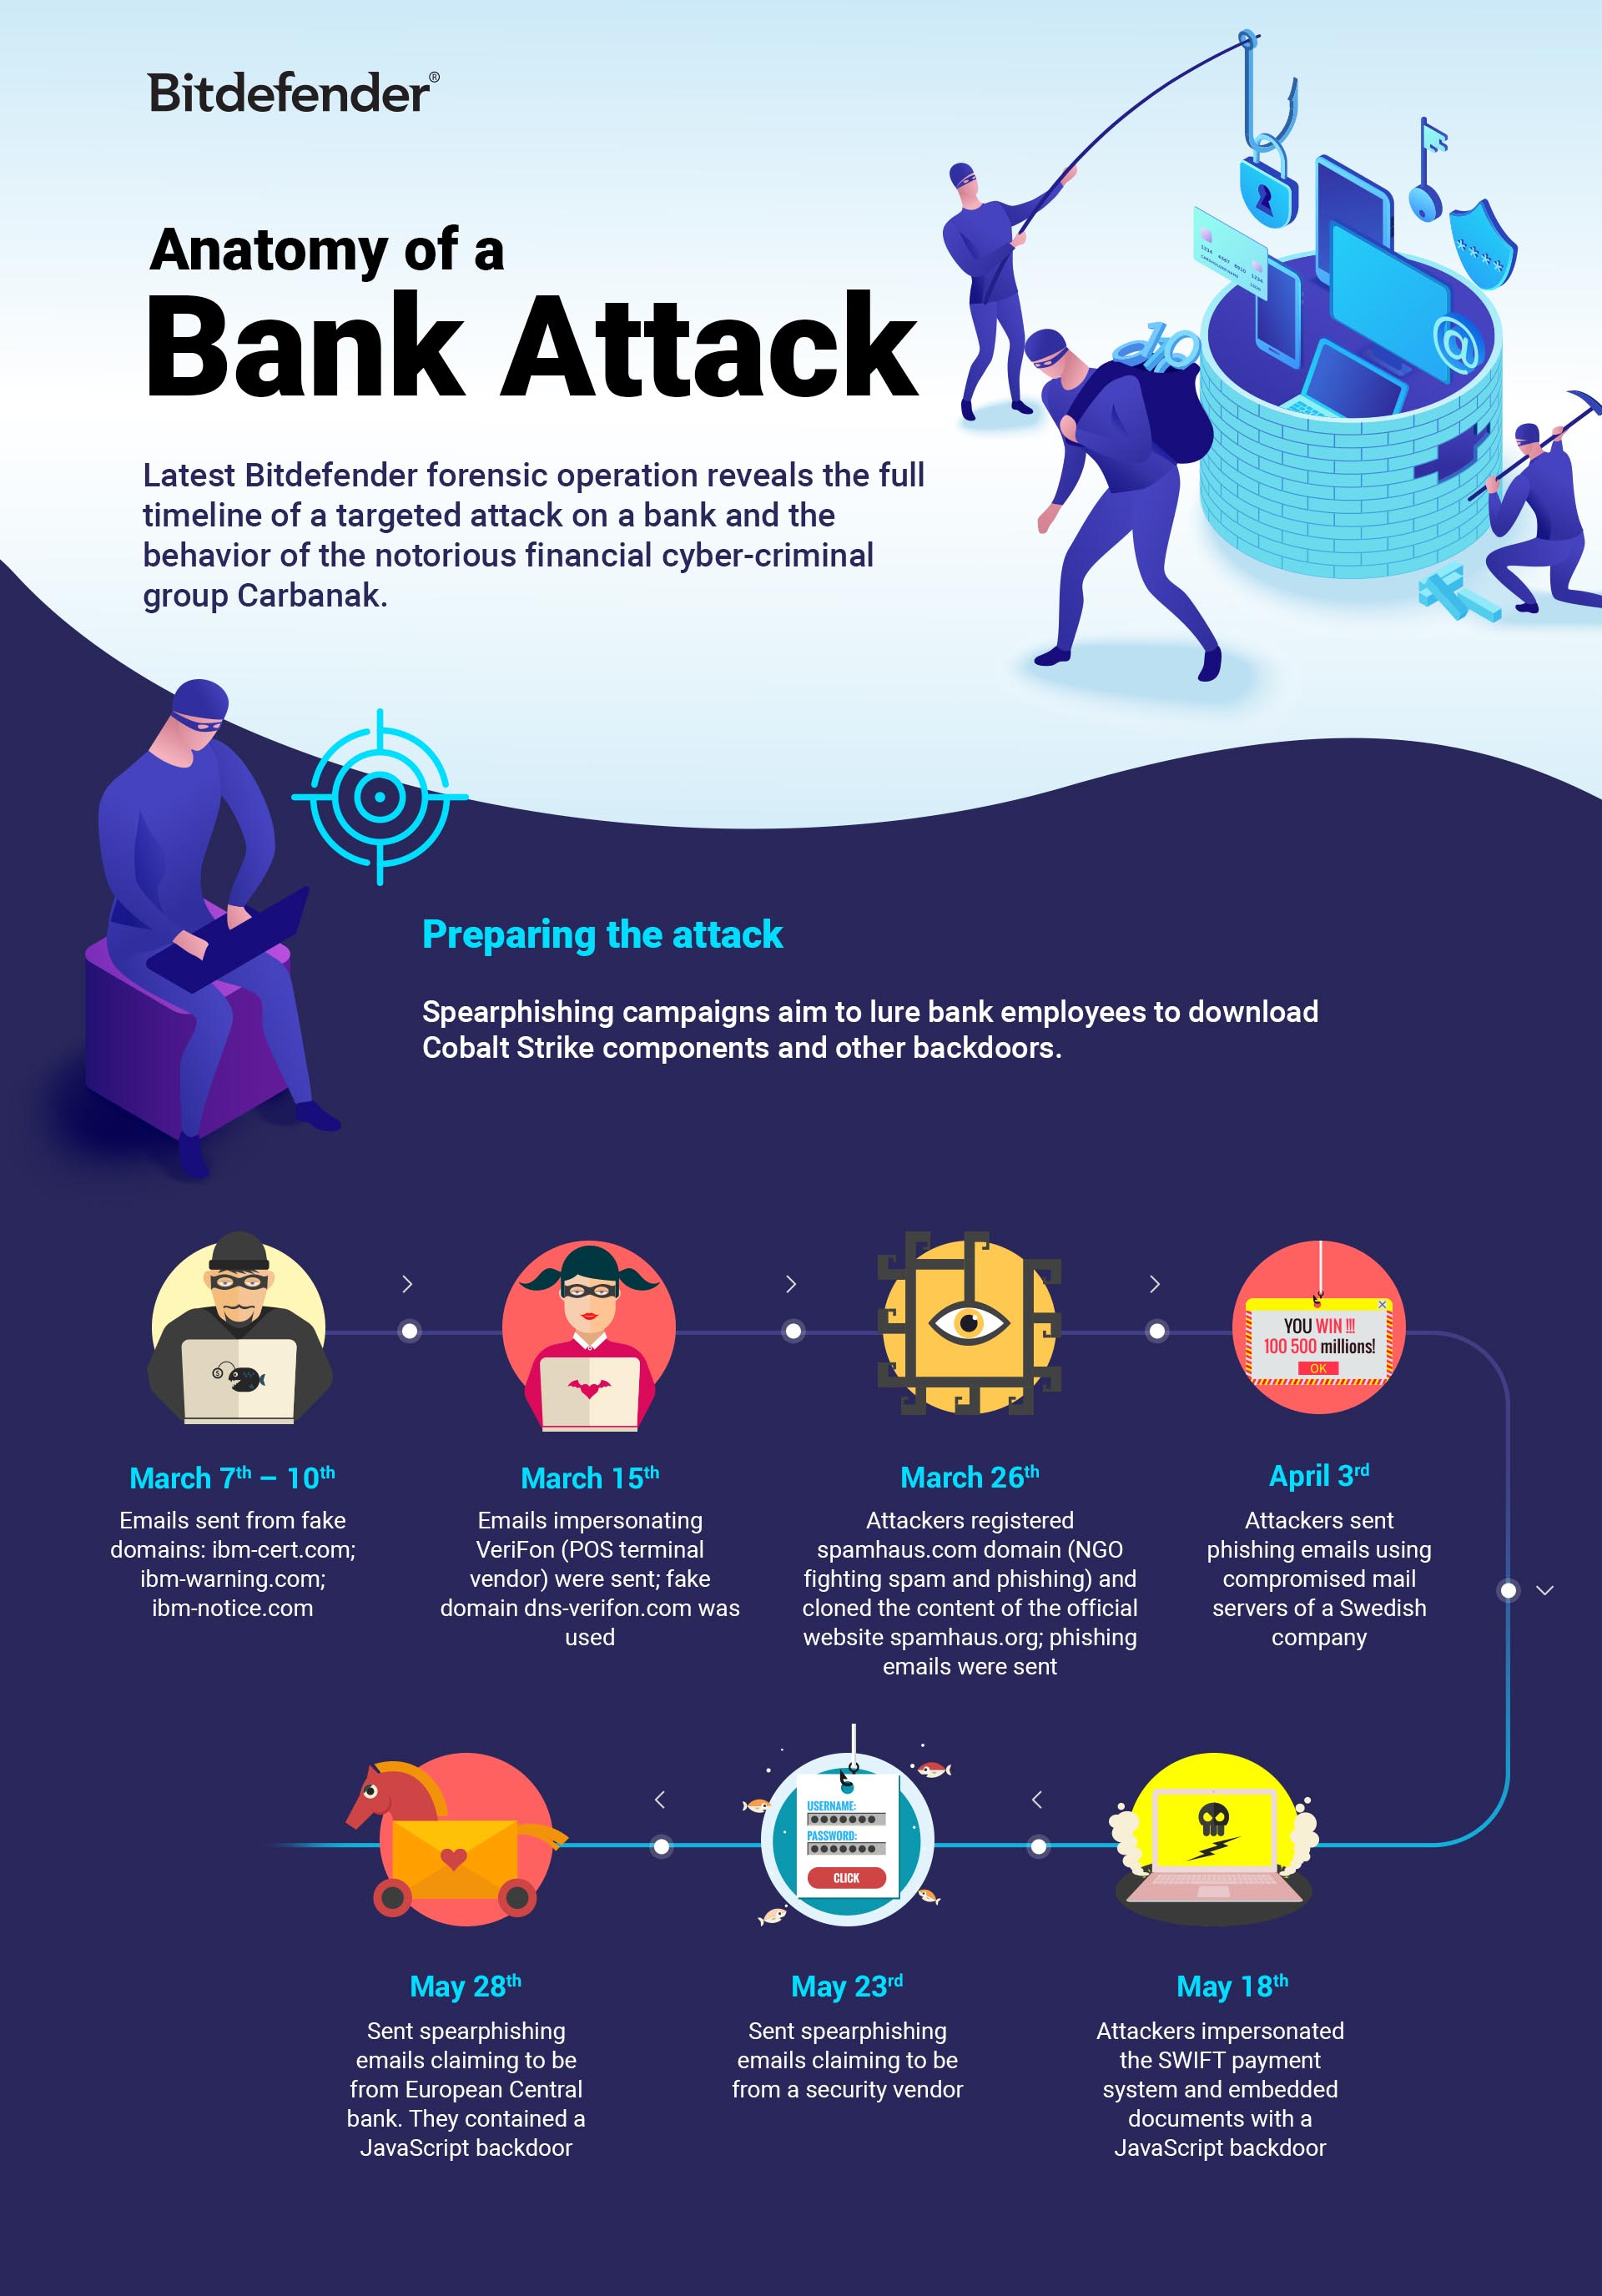 Bitdefender®
Anatomy of a
Bank Attack
Latest Bitdefender forensic operation reveals the full
timeline of a targeted attack on a bank and the
behavior of the notorious financial cyber-criminal
group Carbanak.
Preparing the attack
Spearphishing campaigns aim to lure bank employees to download
Cobalt Strike components and other backdoors.
YOU WIN !!!
100 500 millions!
OK
March 7th – 10th
Emails sent from fake
domains: ibm-cert.com;
ibm-warning.com;
ibm-notice.com
March 15th
Emails impersonating
VeriFon (POS terminal
vendor) were sent; fake
domain dns-verifon.com was
used
March 26th
Attackers registered
spamhaus.com domain (NGO
fighting spam and phishing) and
cloned the content of the official
website spamhaus.org; phishing
emails were sent
April 3rd
Attackers sent
phishing emails using
compromised mail
servers of a Swedish
company
USERNAME:
PASSWORD:
CLICK
May 28th
Sent spearphishing
emails claiming to be
from European Central
bank. They contained a
JavaScript backdoor
May 23rd
Sent spearphishing
emails claiming to be
from a security vendor
May 18th
Attackers impersonated
the SWIFT payment
system and embedded
documents with a
JavaScript backdoor